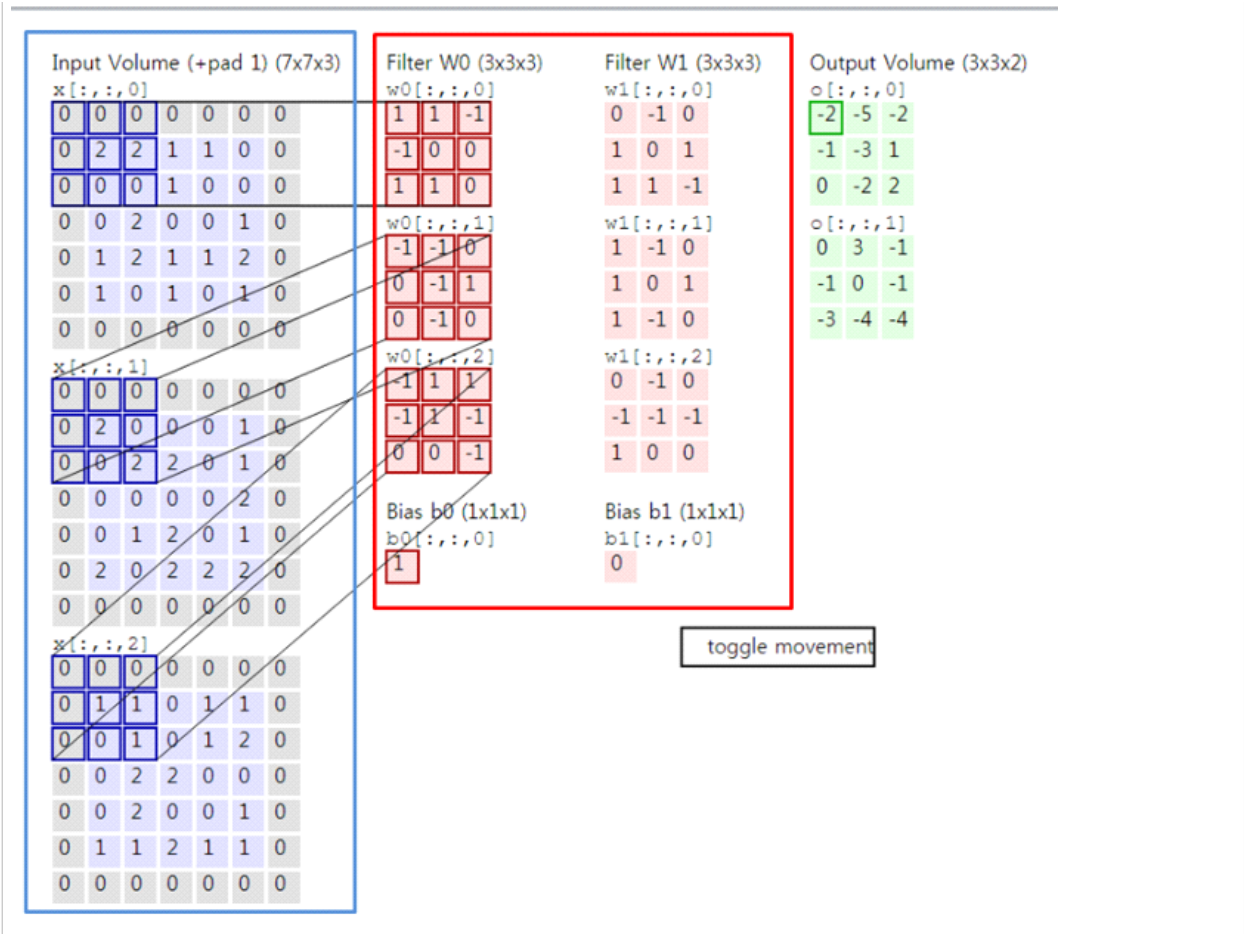 Input Volume (+pad 1) (7x7x3)
x[:,:,0]
0 0 0 0 0 0 0
0 2 2 1 1 0 0
0 0 0 1 0 0 0
0 0 2 0 0 1 0
0 1 2 1 1 2 0
0 1 0 1 0 1 0
0 0 0 0 0 0 0
x[:,:,1]
0 0 0 0 0 0 0
0 2 0 0 0 1 0
0 0 2 2 0 1 0
0 0 0 0 0 2 0
0 0 1 2 0 1 0
0 2 0 2 2 2 0
0 0 0 0 0 0 0
x[:,:,2]
0 0 0 0 0 0 0
0 1 1 0 1 1 0
0 0 1 0 1 2 0
0 0 2 2 0 0 0
0 0 2 0 0 1 0
0 1 1 2 1 1 0
0 0 0 0 0 0 0
Filter W0 (3x3x3)
w0[:,:,0]
1 1 -1
-1 0 0
1 1 0
w0[:,:,1]
-1 -1 0
0 -1 1
0 -1 0
w0[:,:,2]
-1 1 1
-1 1 -1
0 0 -1
Bias b0 (1x1x1)
b0[:,:,0]
1
Filter W1 (3x3x3)
w1[:,:,0]
0 -1 0
1 0 1
1 1 -1
w1[:,:,1]
1 -1 0
1 0 1
1 -1 0
w1[:,:,2]
0 -1 0
-1 -1 -1
1 0 0
Bias b1 (1x1x1)
b1[:,:,0]
0
Output Volume (3x3x2)
o[:,:,0]
-2 -5 -2
-1 -3 1
0 -2 2
o[:,:,1]
0 3 -1
-1 0 -1
-3 -4 -4
toggle movement